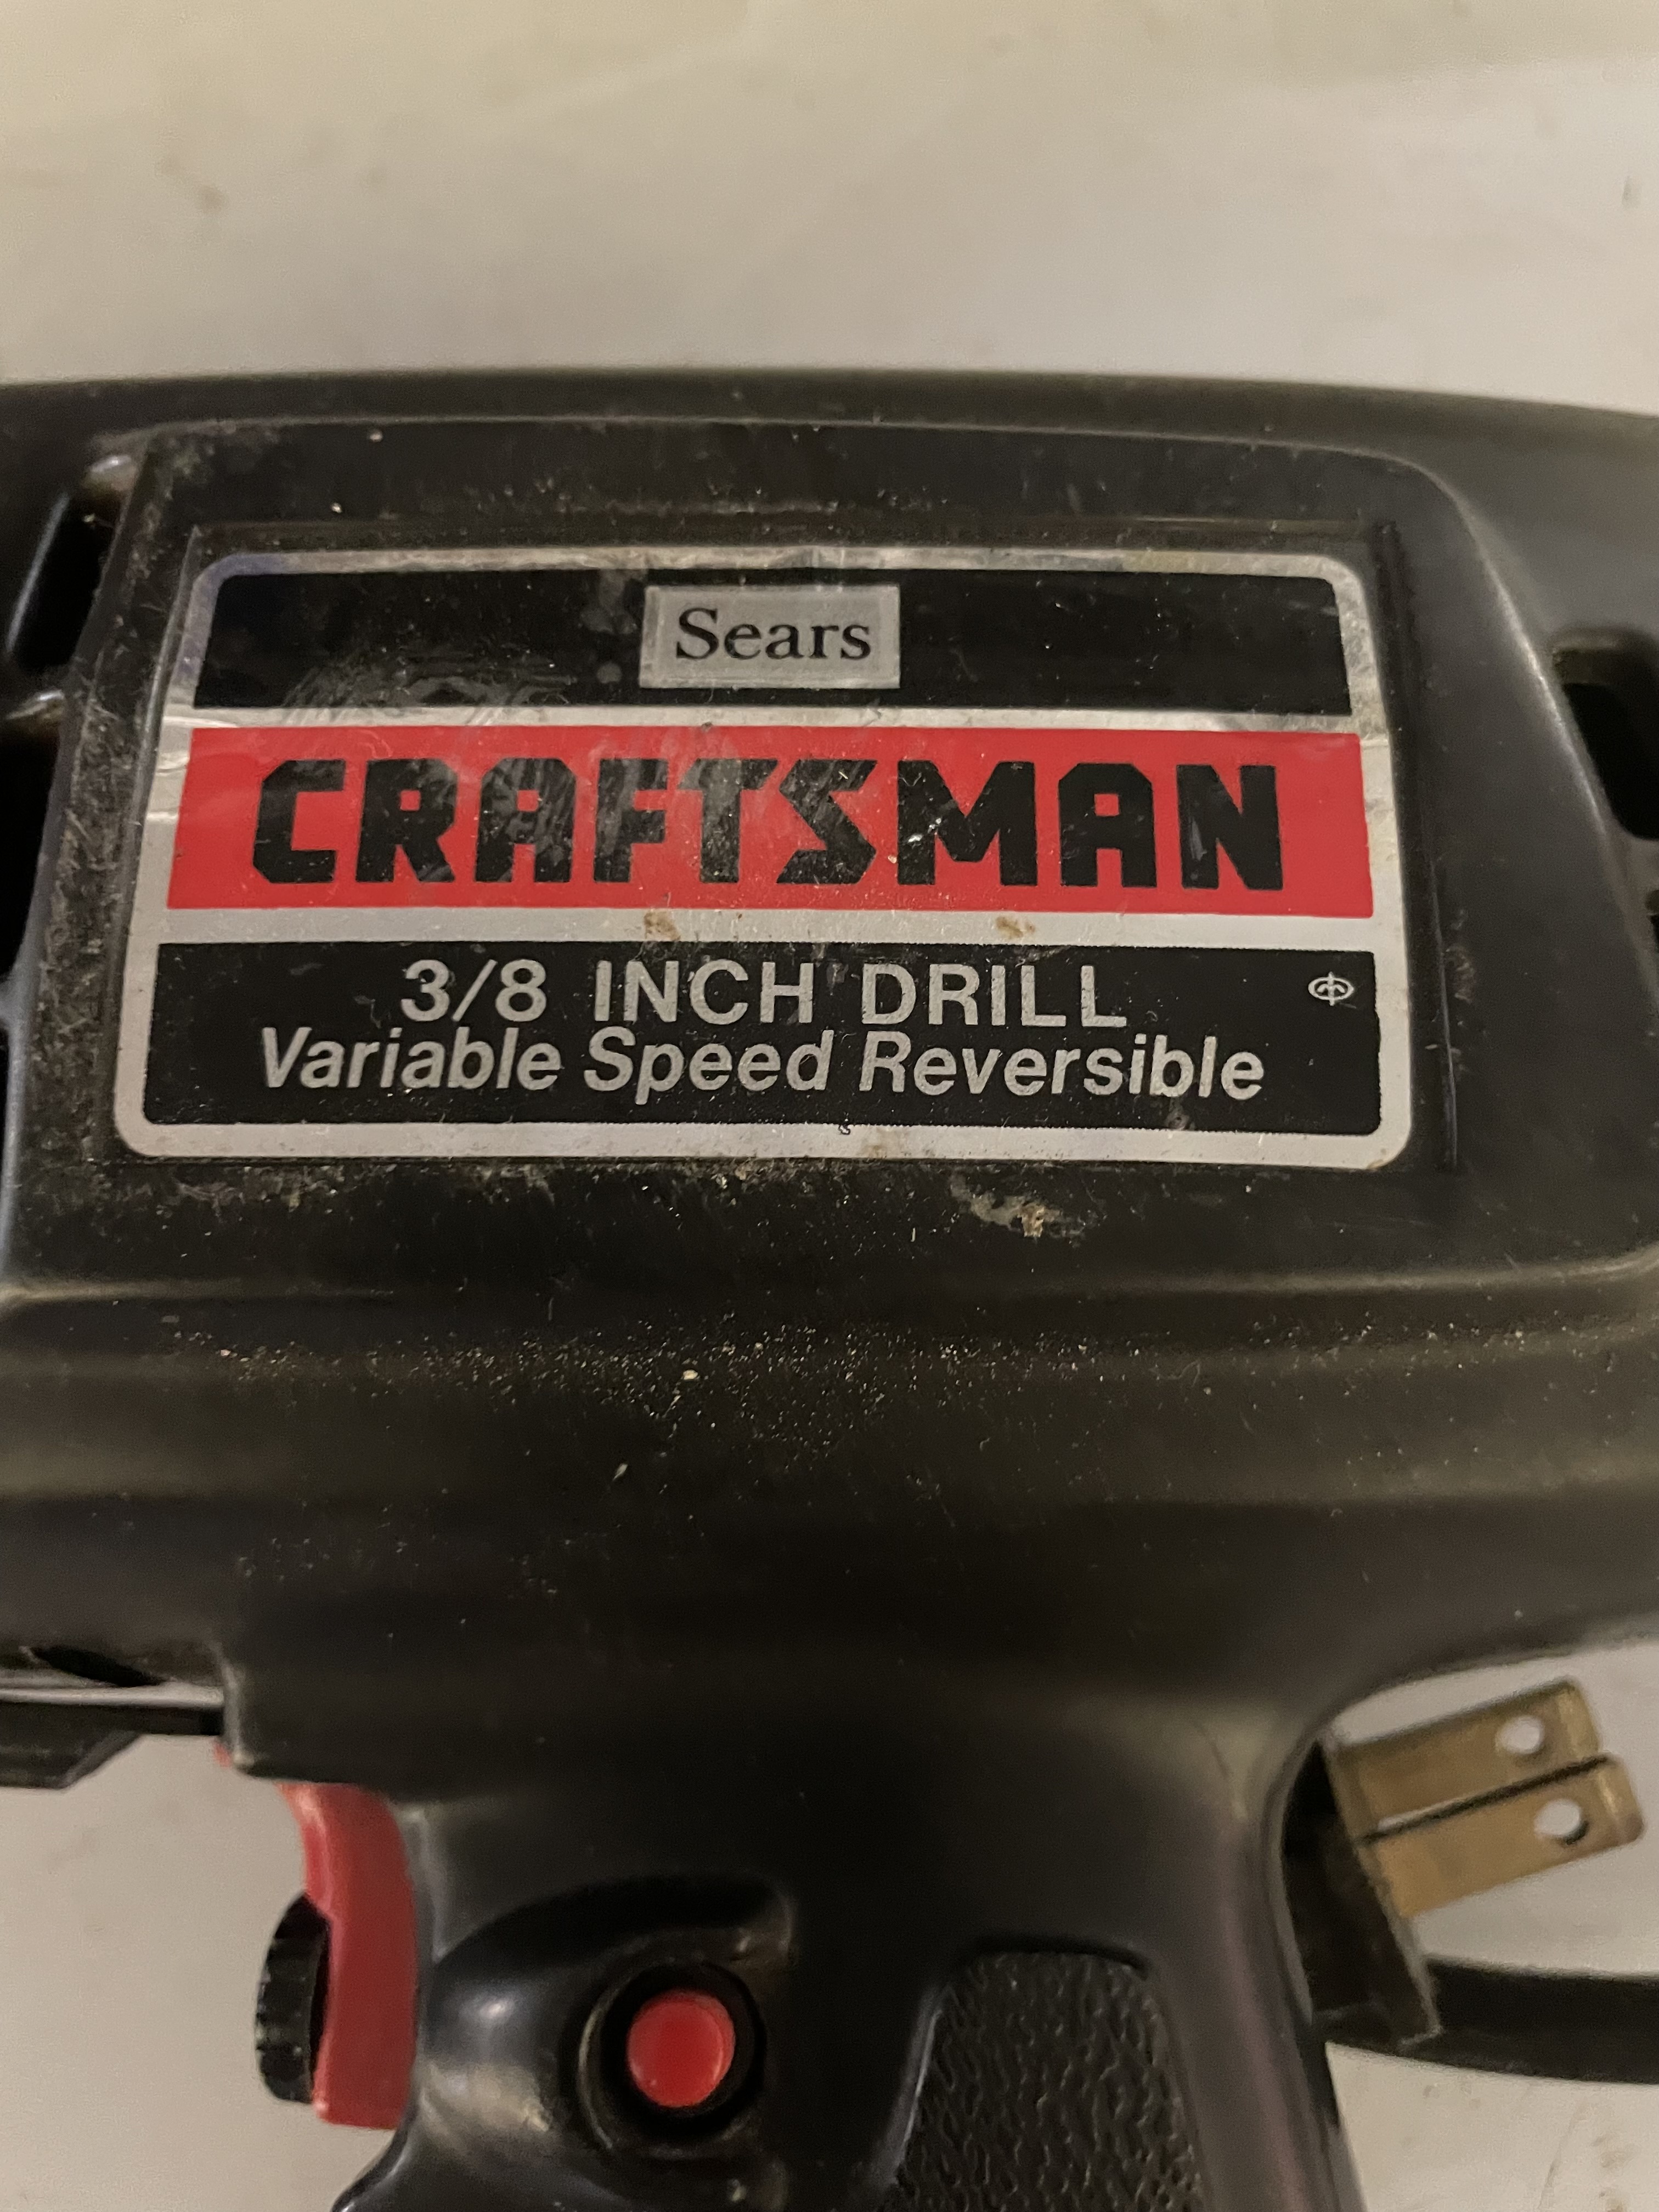 Sears
CRAFTSMAN
3/8 INCH DRILL
Variable Speed Reversible